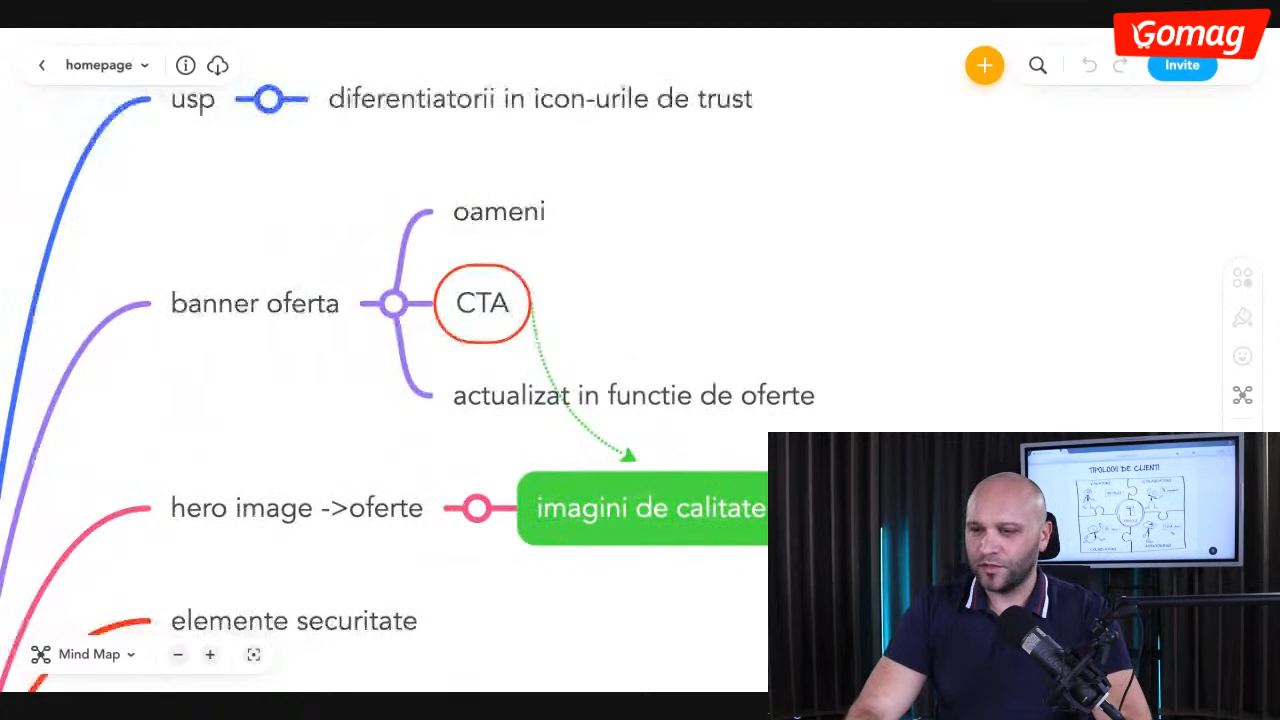 Gomag
homepage
Invite
usp
diferentiatorii in icon-urile de trust
oameni
banner oferta
CTA
actualizat in functie de oferte
hero image ->oferte
imagini de calitate
elemente securitate
Mind Map
TIPOLOGII DE CLIENTI